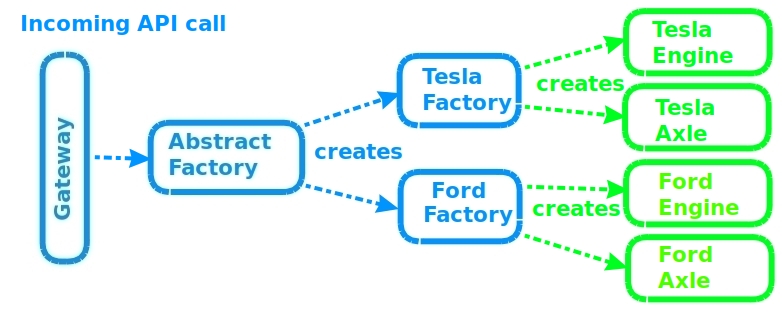 Incoming API call
Gateway
Abstract
Factory
creates
Tesla
Factory
Ford
Factory
creates
creates
Tesla
Engine
Tesla
Axle
Ford
Engine
Ford
Axle